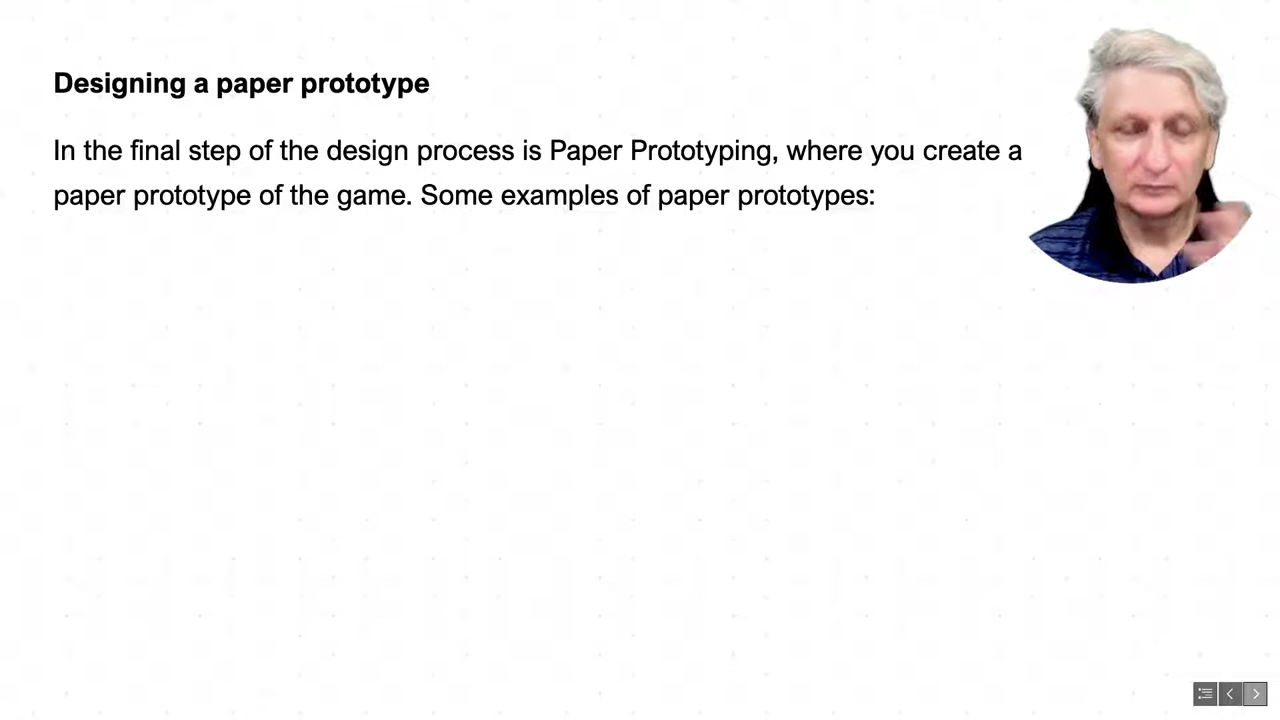 Designing a paper prototype
In the final step of the design process is Paper Prototyping, where you create a
paper prototype of the game. Some examples of paper prototypes: